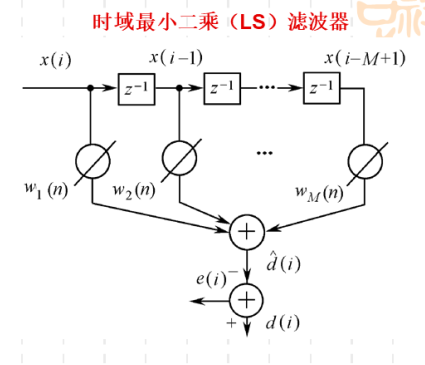 时域最小二乘（LS）滤波器
x(i) x(i−1) x(i−M+1)
z⁻¹ z⁻¹ ··· z⁻¹
···
w₁(n) w₂(n) w_M(n)
+
d̂(i)
e(i) −
+
+ d(i)